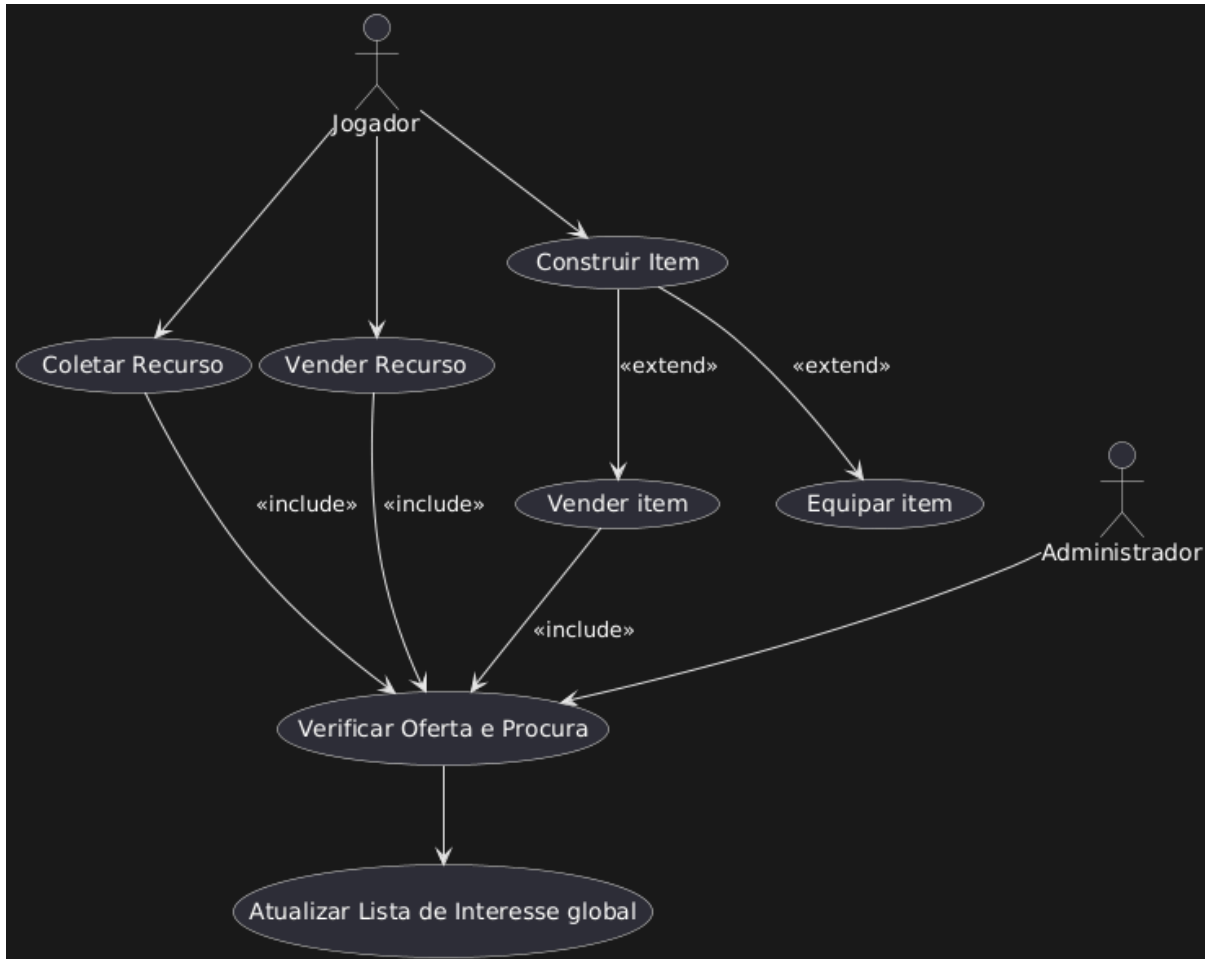 Jogador
Construir Item
Coletar Recurso
Vender Recurso
«extend»
«extend»
«include»
«include»
Vender item
Equipar item
Administrador
«include»
Verificar Oferta e Procura
Atualizar Lista de Interesse global